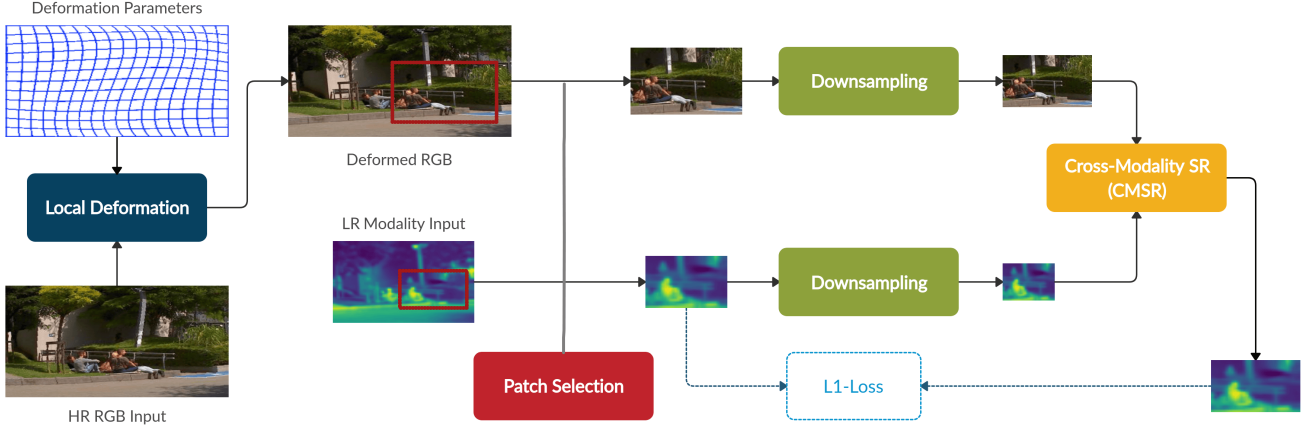 Deformation Parameters
Local Deformation
HR RGB Input
Deformed RGB
LR Modality Input
Patch Selection
Downsampling
Downsampling
Cross-Modality SR
(CMSR)
L1-Loss